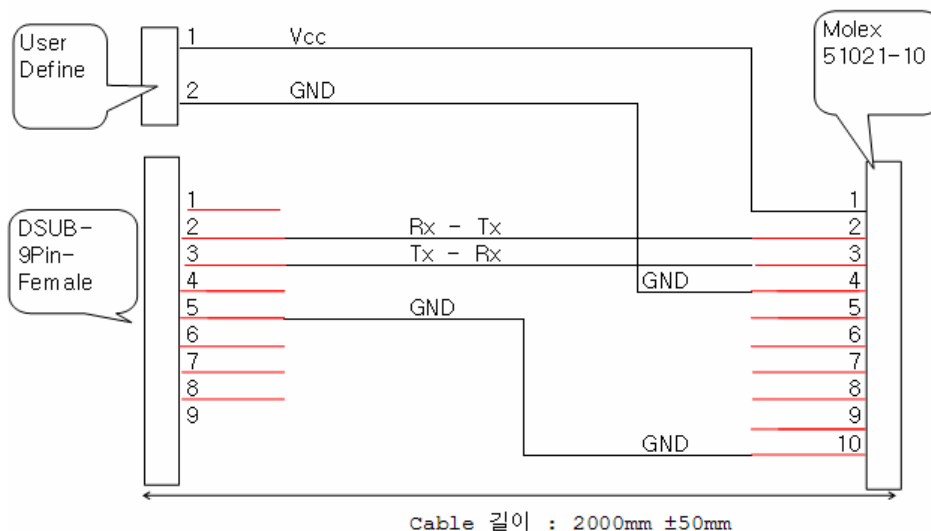 User
Define
1 Vcc
2 GND
Molex
51021-10
DSUB-
9Pin-
Female
1
2
3
4
5
6
7
8
9
Rx - Tx
Tx - Rx
GND
GND
GND
1
2
3
4
5
6
7
8
9
10
Cable 길이 : 2000mm ±50mm